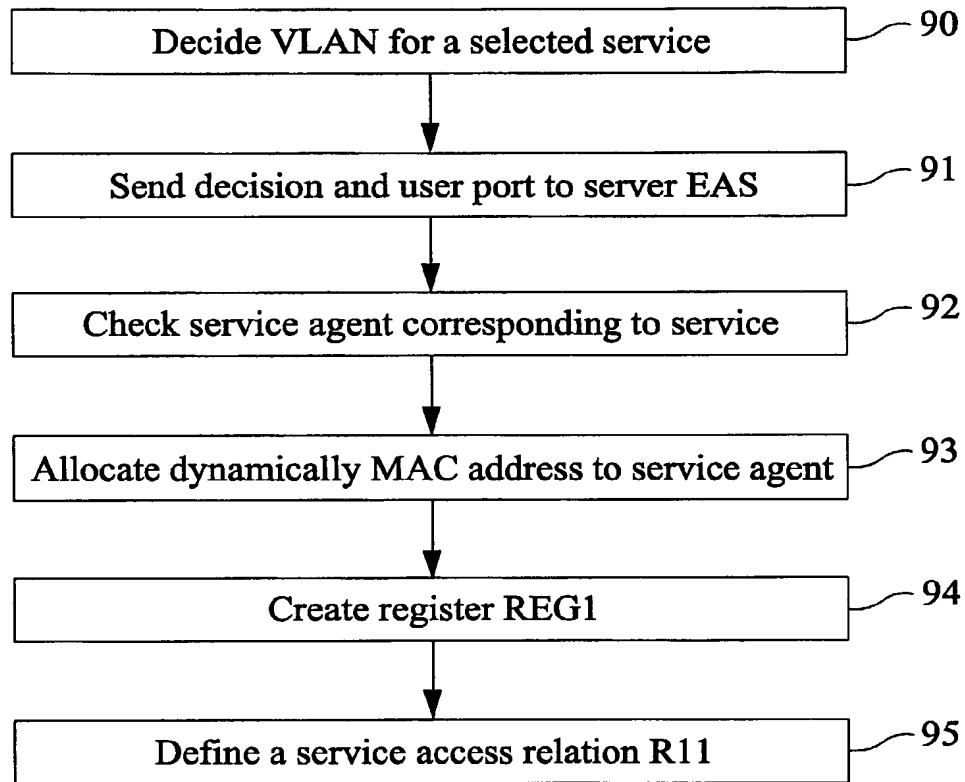 Decide VLAN for a selected service
90
Send decision and user port to server EAS
91
Check service agent corresponding to service
92
Allocate dynamically MAC address to service agent
93
Create register REG1
94
Define a service access relation R11
95